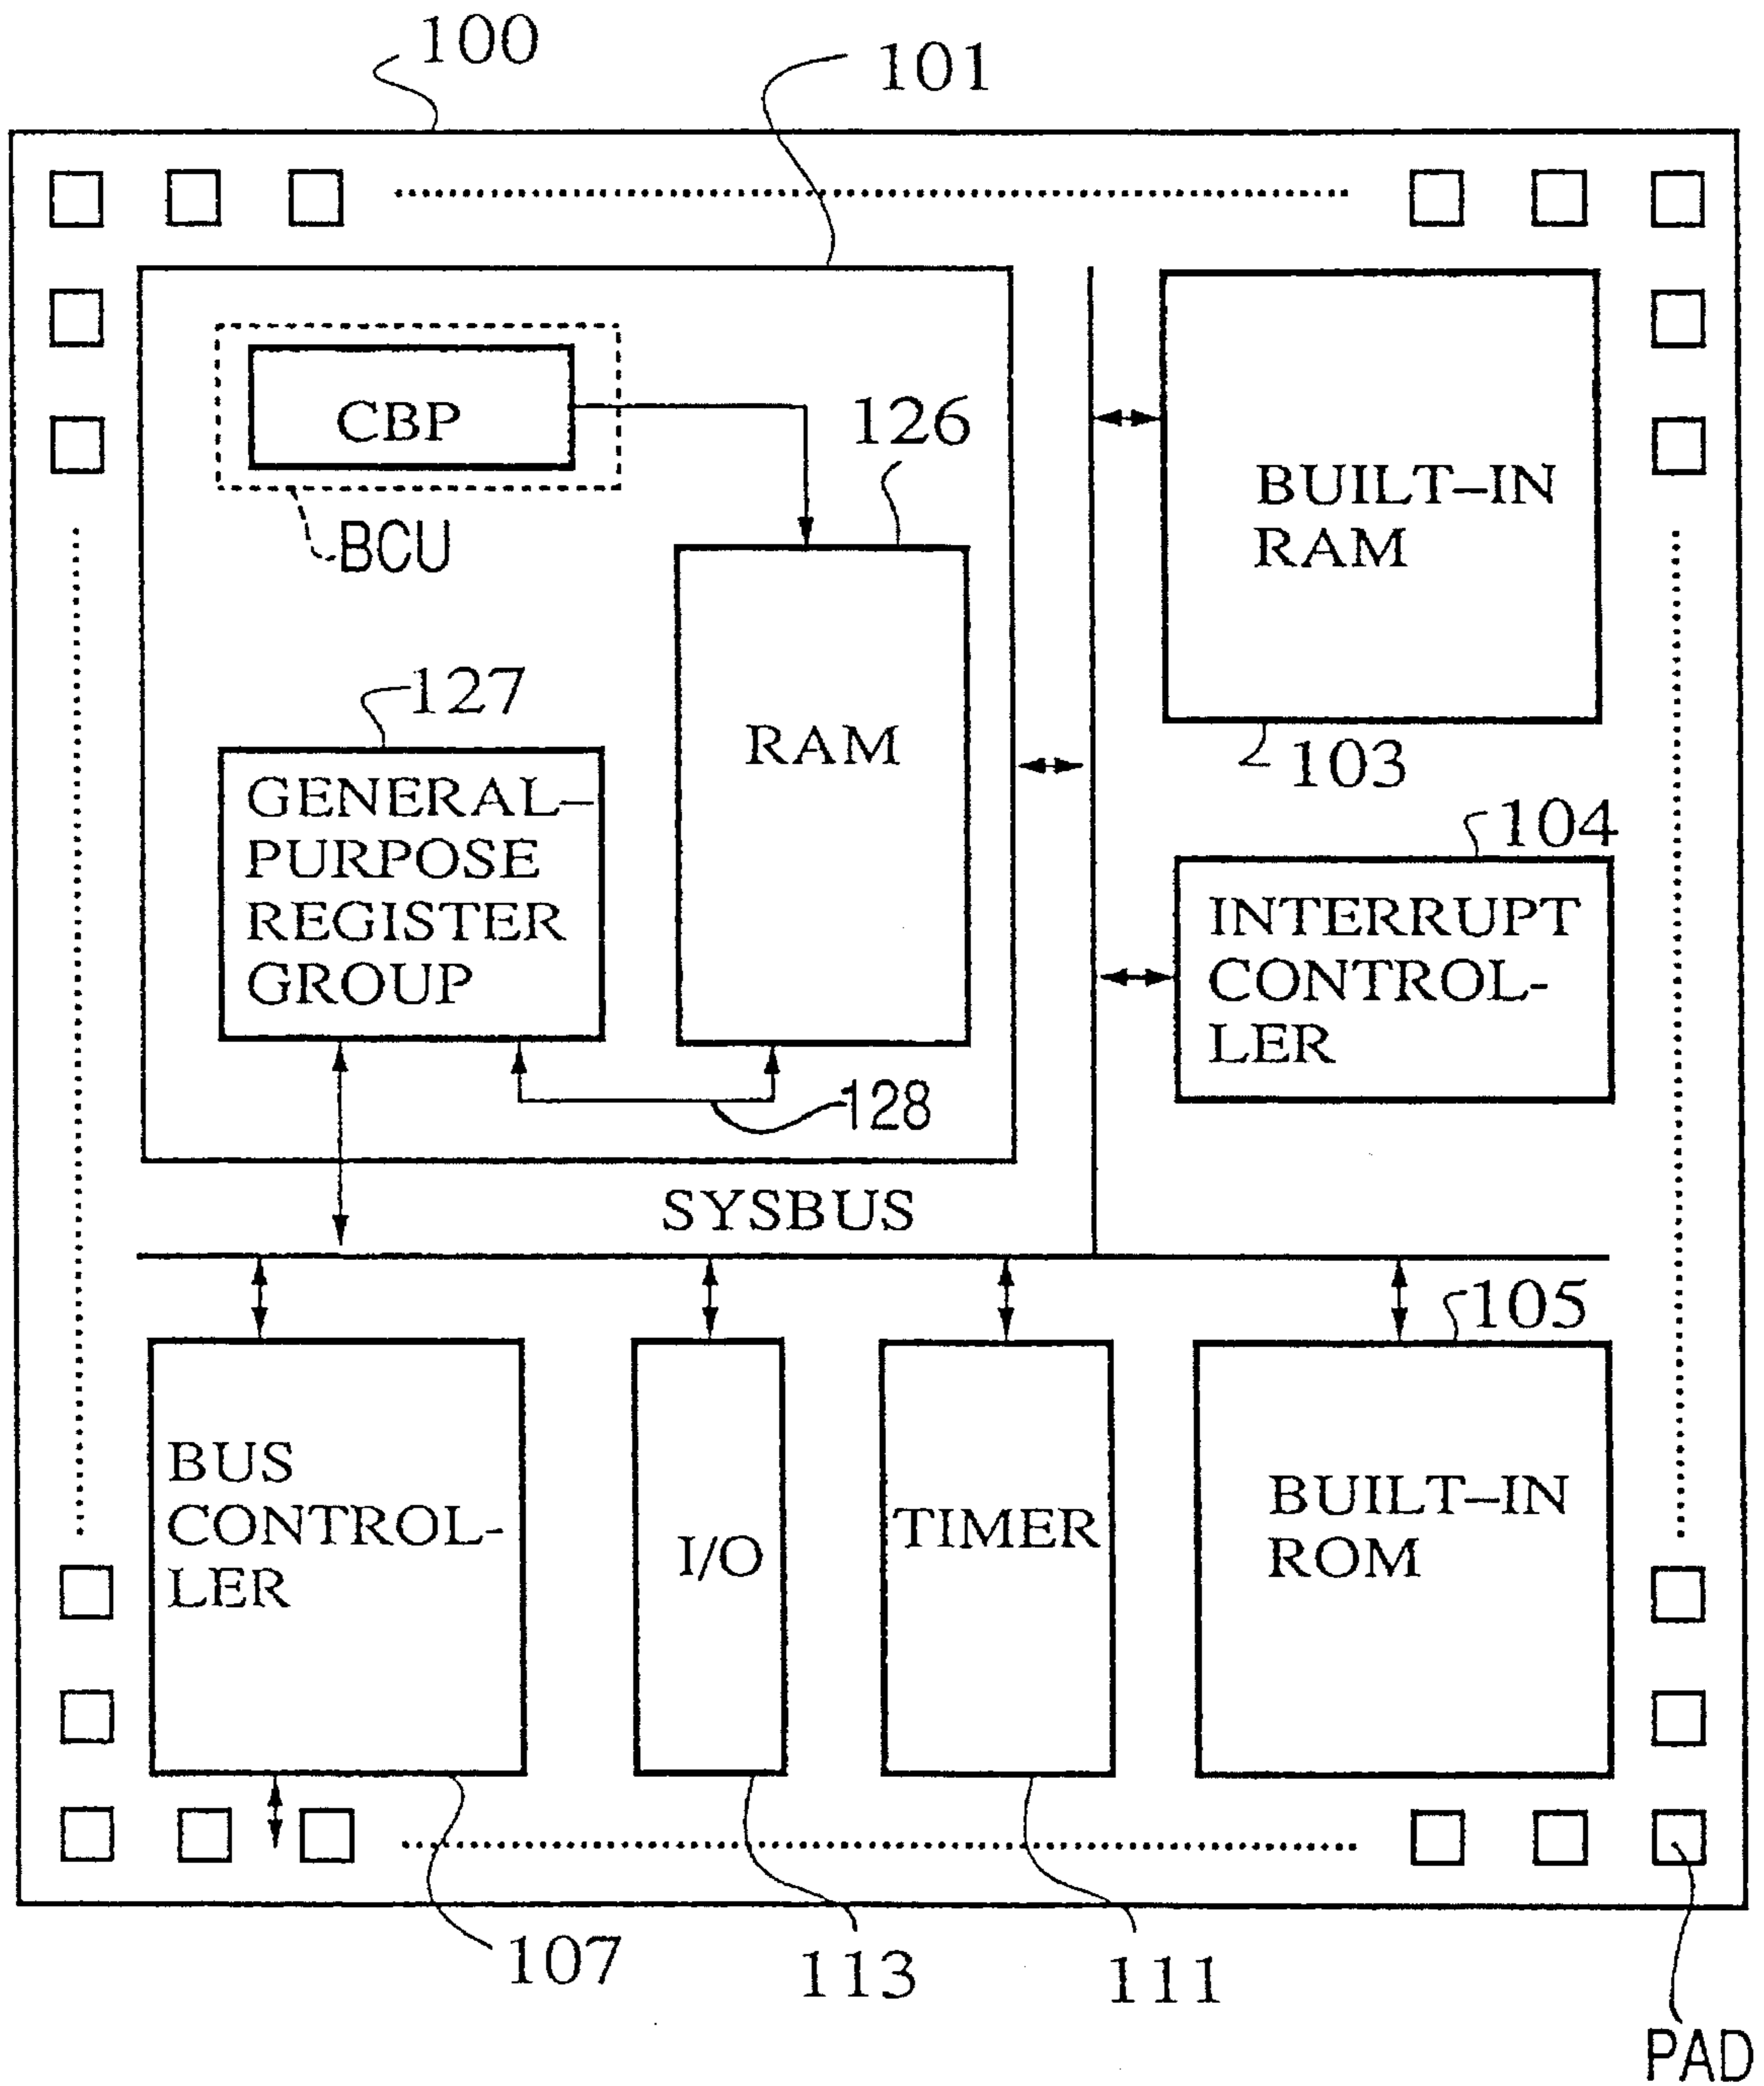 100
101
CBP
BCU
126
BUILT–IN
RAM
103
127
GENERAL–
PURPOSE
REGISTER
GROUP
RAM
104
INTERRUPT
CONTROL-
LER
128
SYSBUS
105
BUS
CONTROL-
LER
I/O
TIMER
BUILT–IN
ROM
107
113
111
PAD